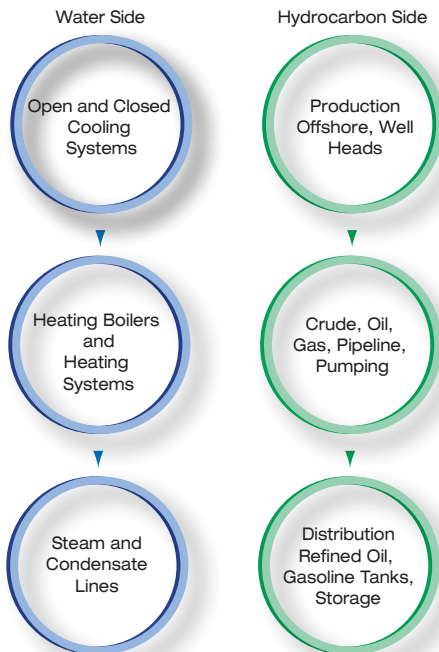 Water Side
Open and Closed
Cooling
Systems
Heating Boilers
and
Heating
Systems
Steam and
Condensate
Lines
Hydrocarbon Side
Production
Offshore, Well
Heads
Crude, Oil,
Gas, Pipeline,
Pumping
Distribution
Refined Oil,
Gasoline Tanks,
Storage